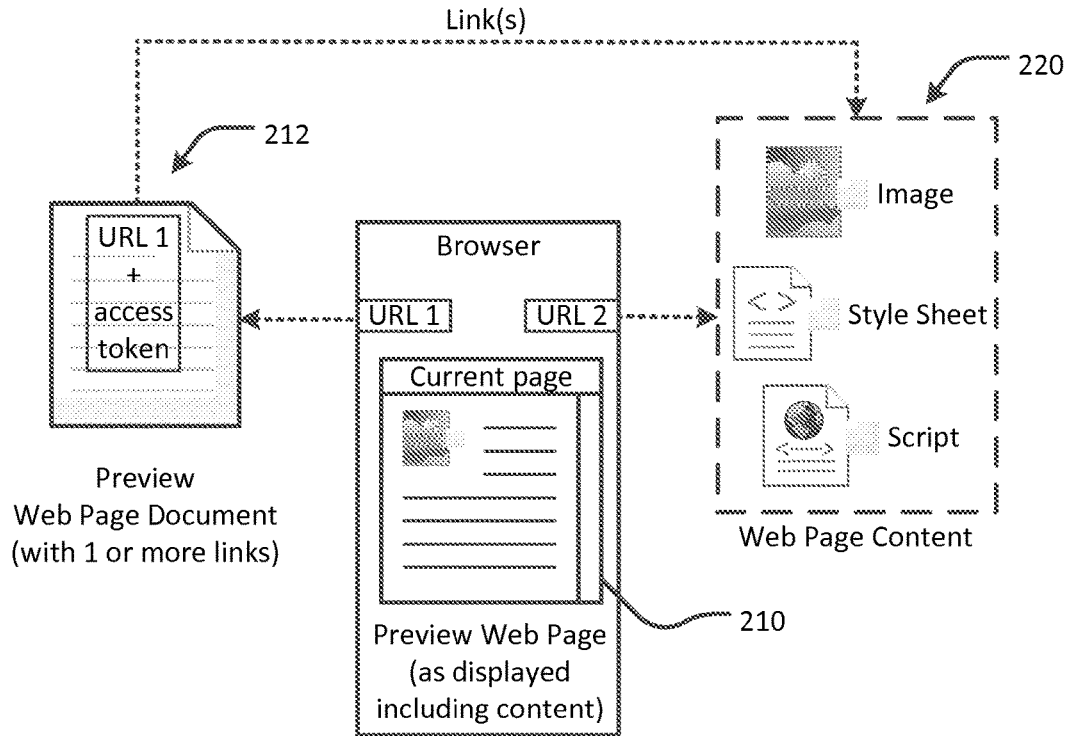 Link(s)
220
212
URL 1
+
access
token
Preview
Web Page Document
(with 1 or more links)
Browser
URL 1
URL 2
Current page
Preview Web Page
(as displayed
including content)
210
Image
Style Sheet
Script
Web Page Content